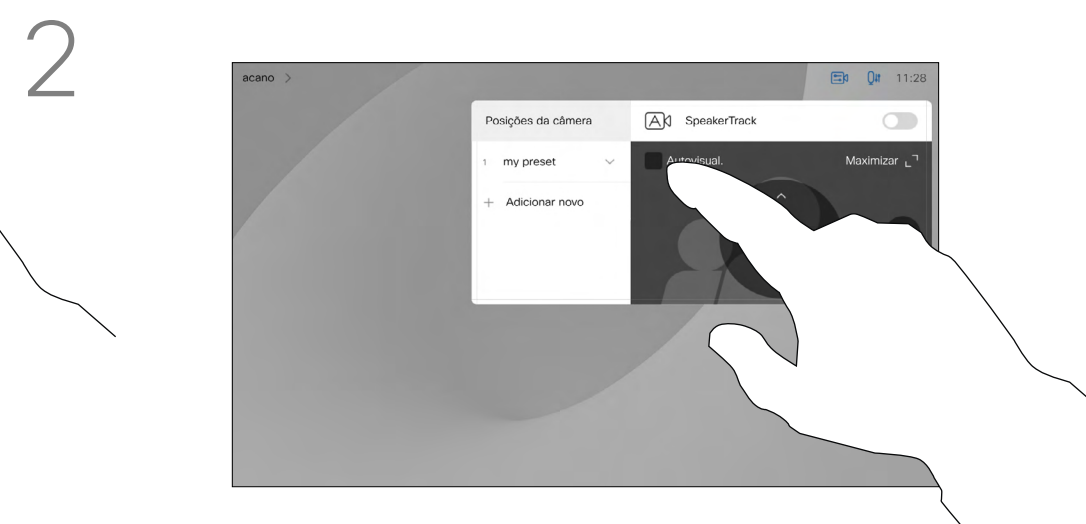 2
acano >
11:28
Posições da câmera
SpeakerTrack
1 my preset
Autovisual.
Maximizar
+ Adicionar novo